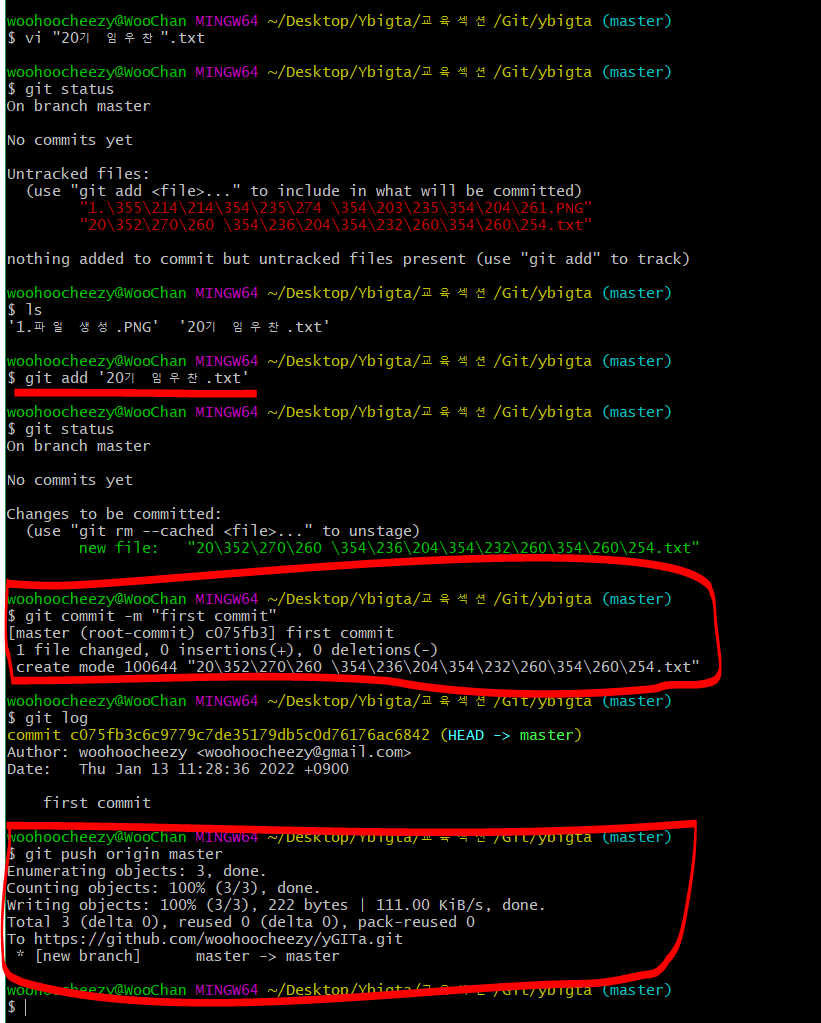 woohoocheezy@WooChan MINGW64 ~/Desktop/Ybigta/교육섹션/Git/ybigta (master)
$ vi "20기 임우찬".txt
woohoocheezy@WooChan MINGW64 ~/Desktop/Ybigta/교육섹션/Git/ybigta (master)
$ git status
On branch master
No commits yet
Untracked files:
(use "git add <file>..." to include in what will be committed)
"1.\355\214\214\354\235\274 \354\203\235\354\204\261.PNG"
"20\352\270\260 \354\236\204\354\232\260\354\260\254.txt"
nothing added to commit but untracked files present (use "git add" to track)
woohoocheezy@WooChan MINGW64 ~/Desktop/Ybigta/교육섹션/Git/ybigta (master)
$ ls
'1.파일 생성.PNG' '20기 임우찬.txt'
woohoocheezy@WooChan MINGW64 ~/Desktop/Ybigta/교육섹션/Git/ybigta (master)
$ git add '20기 임우찬.txt'
woohoocheezy@WooChan MINGW64 ~/Desktop/Ybigta/교육섹션/Git/ybigta (master)
$ git status
On branch master
No commits yet
Changes to be committed:
(use "git rm --cached <file>..." to unstage)
new file: "20\352\270\260 \354\236\204\354\232\260\354\260\254.txt"
woohoocheezy@WooChan MINGW64 ~/Desktop/Ybigta/교육섹션/Git/ybigta (master)
$ git commit -m "first commit"
[master (root-commit) c075fb3] first commit
1 file changed, 0 insertions(+), 0 deletions(-)
create mode 100644 "20\352\270\260 \354\236\204\354\232\260\354\260\254.txt"
woohoocheezy@WooChan MINGW64 ~/Desktop/Ybigta/교육섹션/Git/ybigta (master)
$ git log
commit c075fb3c6c9779c7de35179db5c0d76176ac6842 (HEAD -> master)
Author: woohoocheezy <woohoocheezy@gmail.com>
Date: Thu Jan 13 11:28:36 2022 +0900
first commit
woohoocheezy@WooChan MINGW64 ~/Desktop/Ybigta/교육섹션/Git/ybigta (master)
$ git push origin master
Enumerating objects: 3, done.
Counting objects: 100% (3/3), done.
Writing objects: 100% (3/3), 222 bytes | 111.00 KiB/s, done.
Total 3 (delta 0), reused 0 (delta 0), pack-reused 0
To https://github.com/woohoocheezy/yGITa.git
* [new branch] master -> master
woohoocheezy@WooChan MINGW64 ~/Desktop/Ybigta/교육섹션/Git/ybigta (master)
$